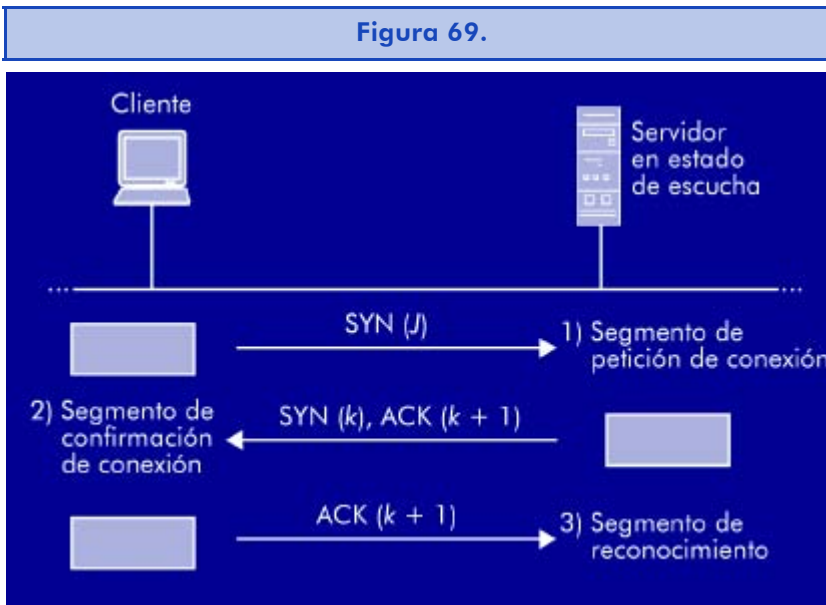 Figura 69.
Cliente
Servidor
en estado
de escucha
SYN (J)
1) Segmento de
petición de conexión
2) Segmento de
confirmación
de conexión
SYN (k), ACK (k + 1)
ACK (k + 1)
3) Segmento de
reconocimiento